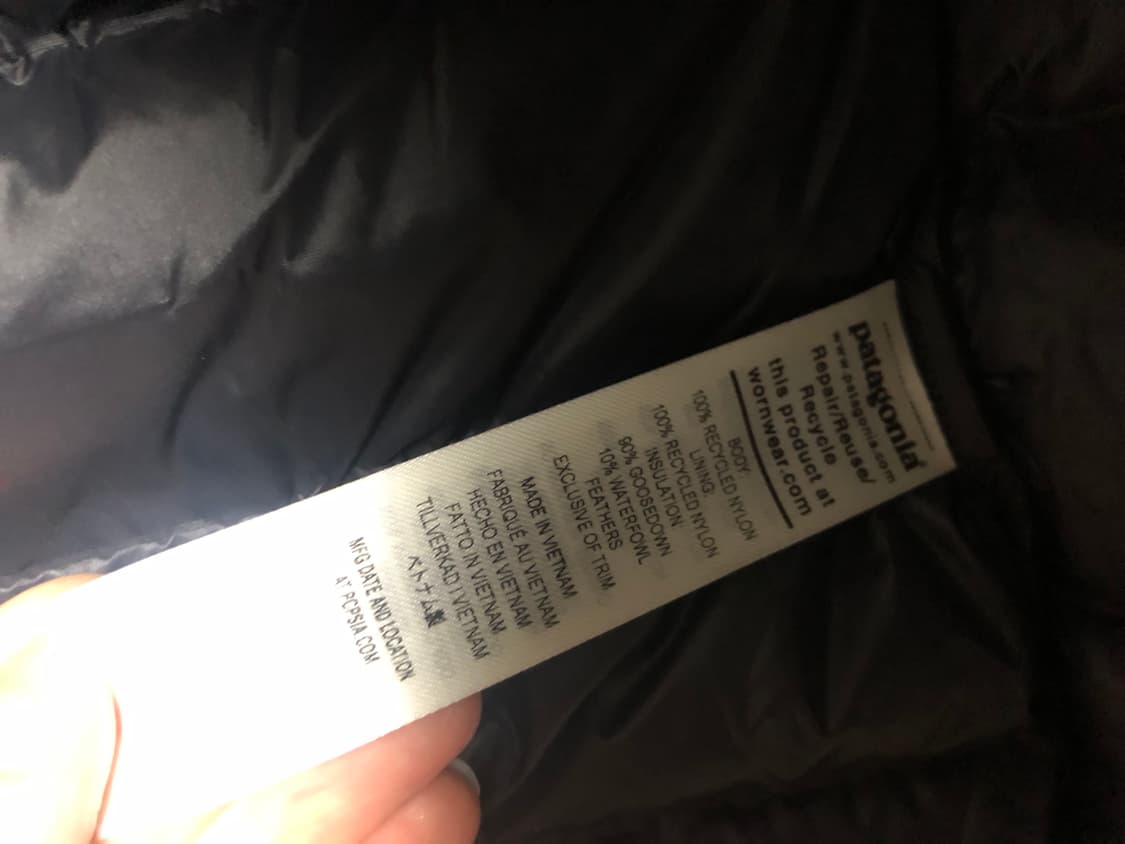 patagonia
www.patagonia.com
Repair/Reuse/
Recycle
this product at
wornwear.com
BODY:
100% RECYCLED NYLON
LINING:
100% RECYCLED NYLON
INSULATION:
90% GOOSEDOWN
10% WATERFOWL
FEATHERS
EXCLUSIVE OF TRIM
MADE IN VIETNAM
FABRIQUÉ AU VIETNAM
HECHO EN VIETNAM
FATTO IN VIETNAM
TILLVERKAD I VIETNAM
ベトナム製
MFG DATE AND LOCATION
AT PCPSIA.COM